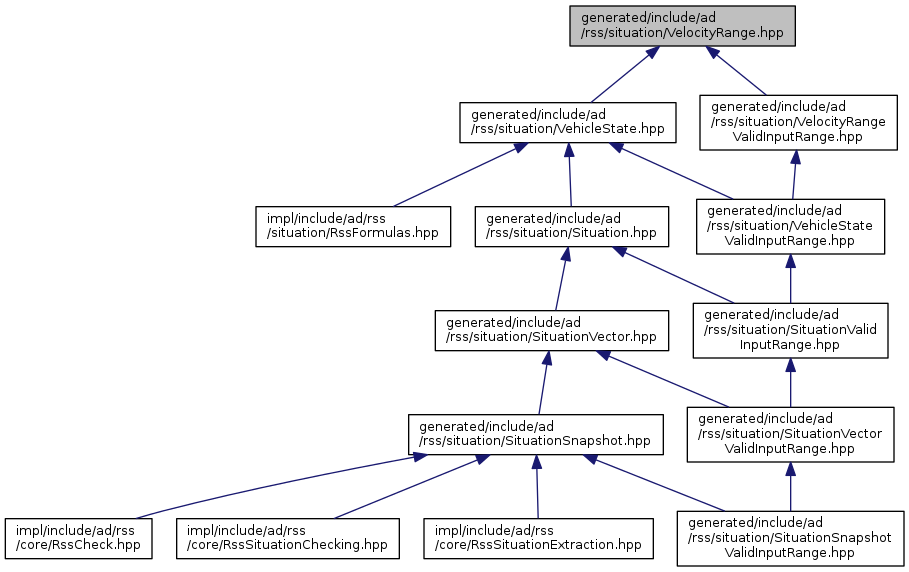 generated/include/ad
/rss/situation/VelocityRange.hpp
generated/include/ad
/rss/situation/VehicleState.hpp
generated/include/ad
/rss/situation/VelocityRange
ValidInputRange.hpp
impl/include/ad/rss
/situation/RssFormulas.hpp
generated/include/ad
/rss/situation/Situation.hpp
generated/include/ad
/rss/situation/VehicleState
ValidInputRange.hpp
generated/include/ad
/rss/situation/SituationVector.hpp
generated/include/ad
/rss/situation/SituationValid
InputRange.hpp
generated/include/ad
/rss/situation/SituationSnapshot.hpp
generated/include/ad
/rss/situation/SituationVector
ValidInputRange.hpp
impl/include/ad/rss
/core/RssCheck.hpp
impl/include/ad/rss
/core/RssSituationChecking.hpp
impl/include/ad/rss
/core/RssSituationExtraction.hpp
generated/include/ad
/rss/situation/SituationSnapshot
ValidInputRange.hpp